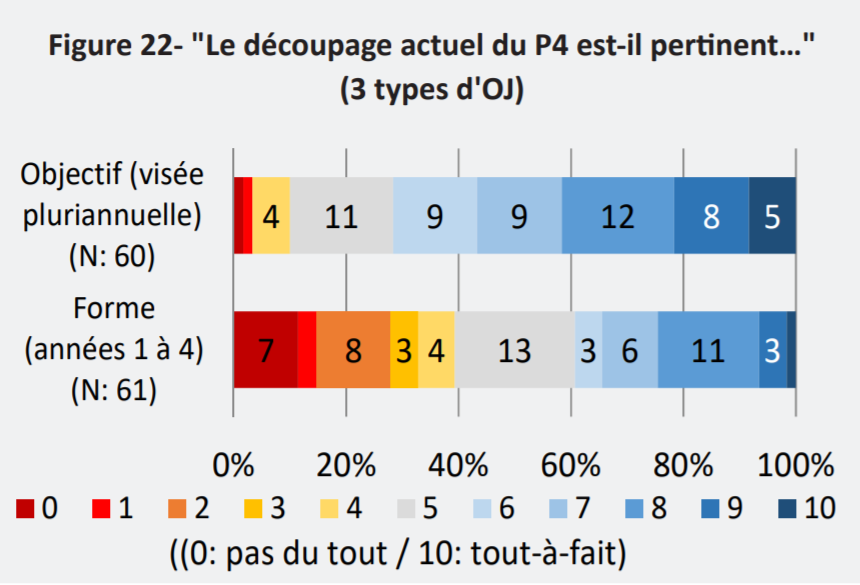 Figure 22- "Le découpage actuel du P4 est-il pertinent..."
(3 types d'OJ)
Objectif (visée
pluriannuelle)
(N: 60)
4 11 9 9 12 8 5
Forme
(années 1 à 4)
(N: 61)
7 8 3 4 13 3 6 11 3
0% 20% 40% 60% 80% 100%
0 1 2 3 4 5 6 7 8 9 10
((0: pas du tout / 10: tout-à-fait)